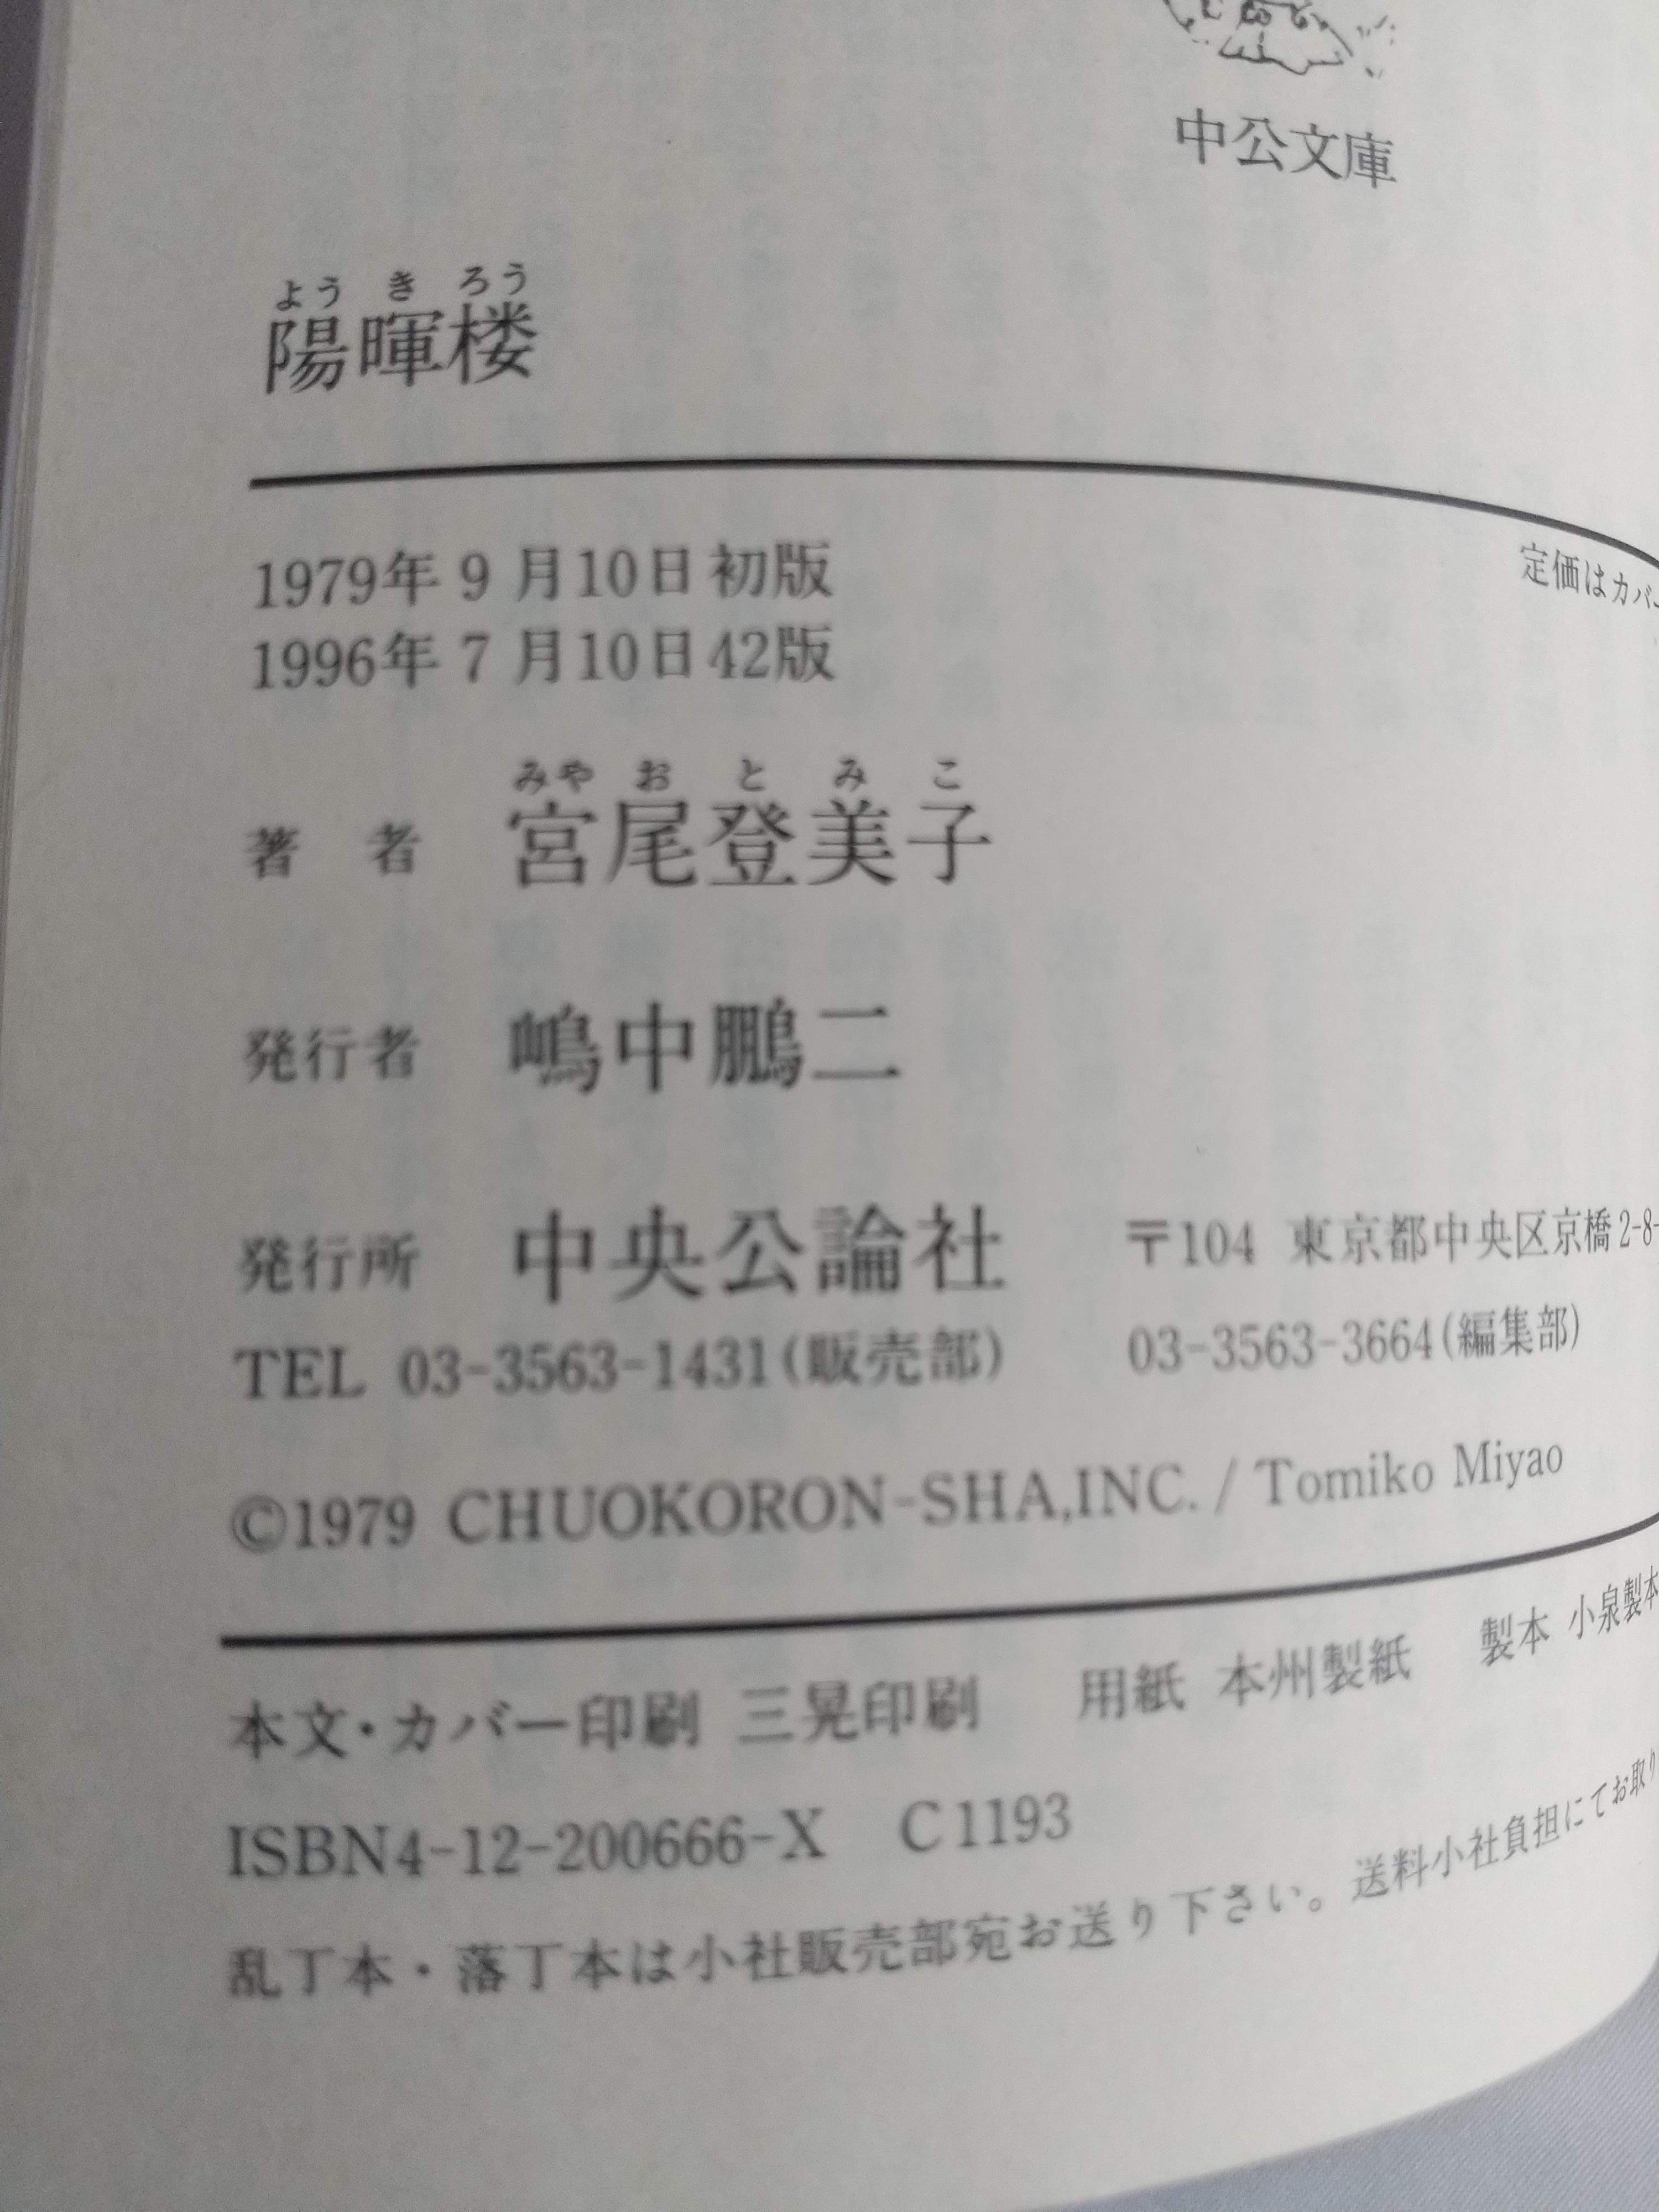 中公文庫
ようきろう
陽暉楼
1979年9月10日初版
1996年7月10日42版
定価はカバー
みやおとみこ
著者 宮尾登美子
発行者 嶋中鵬二
発行所 中央公論社 〒104 東京都中央区京橋2-8-
TEL 03-3563-1431(販売部) 03-3563-3664(編集部)
©1979 CHUOKORON-SHA,INC. / Tomiko Miyao
本文・カバー印刷 三晃印刷 用紙 本州製紙 製本 小泉製本
ISBN4-12-200666-X C1193
乱丁本・落丁本は小社販売部宛お送り下さい。送料小社負担にてお取り